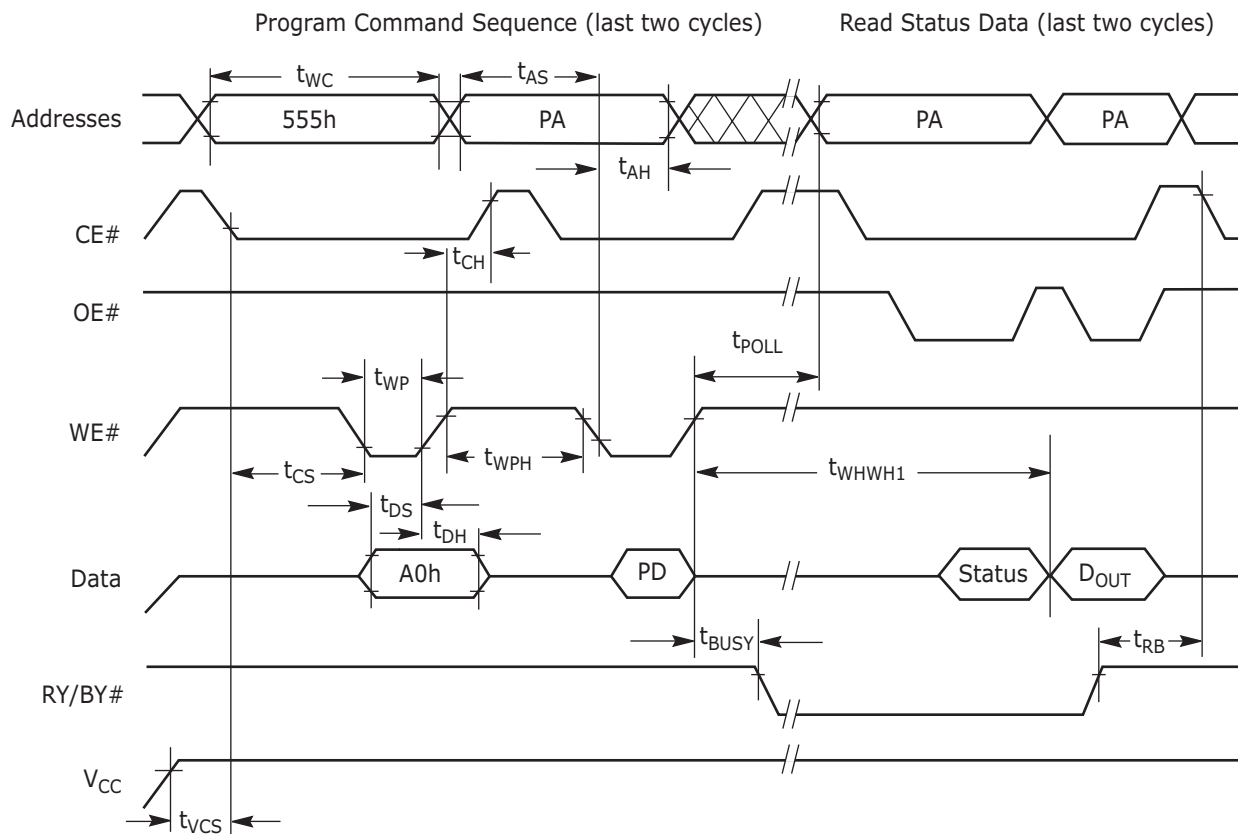 Program Command Sequence (last two cycles) Read Status Data (last two cycles)
tWC tAS
Addresses 555h PA PA PA
tAH
CE#
tCH
OE#
tPOLL
tWP
WE#
tCS tWPH tWHWH1
tDS
tDH
Data A0h PD Status DOUT
tBUSY tRB
RY/BY#
VCC
tVCS